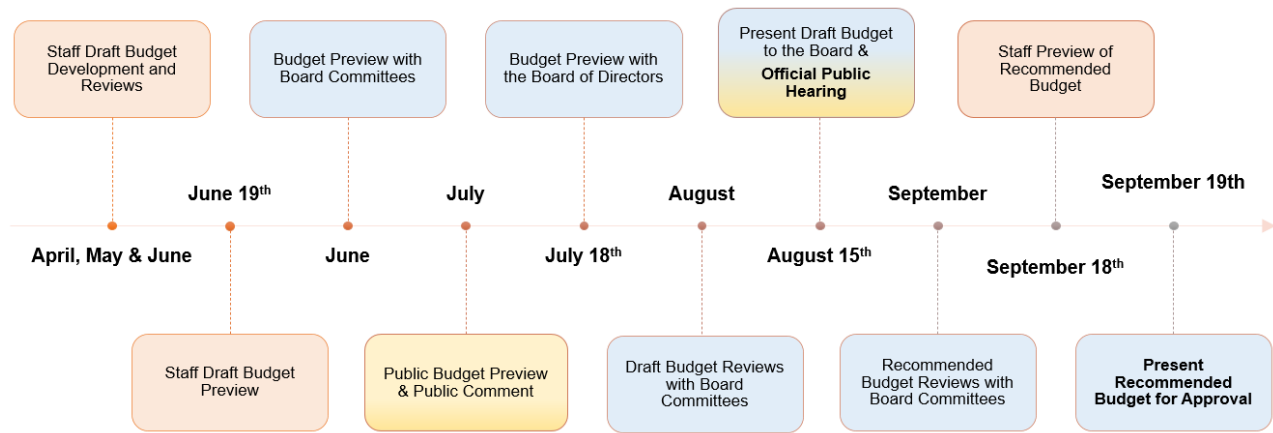 Staff Draft Budget
Development and
Reviews
Budget Preview with
Board Committees
Budget Preview with
the Board of Directors
Present Draft Budget
to the Board &
Official Public
Hearing
Staff Preview of
Recommended
Budget
June 19th
July
August
September
September 19th
April, May & June
June
July 18th
August 15th
September 18th
Staff Draft Budget
Preview
Public Budget Preview
& Public Comment
Draft Budget Reviews
with Board
Committees
Recommended
Budget Reviews with
Board Committees
Present
Recommended
Budget for Approval